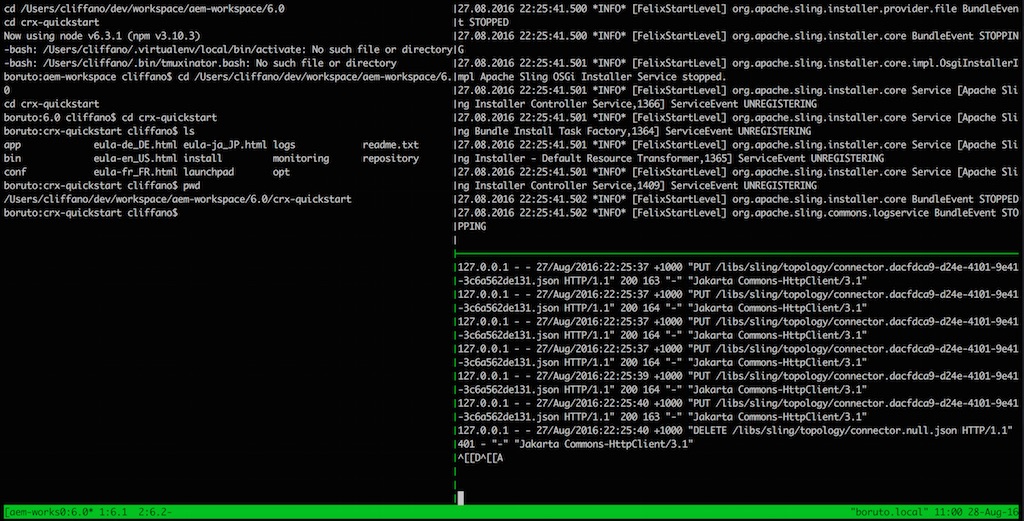 cd /Users/cliffano/dev/workspace/aem-workspace/6.0
cd crx-quickstart
Now using node v6.3.1 (npm v3.10.3)
-bash: /Users/cliffano/.virtualenv/local/bin/activate: No such file or directory
-bash: /Users/cliffano/.bin/tmuxinator.bash: No such file or directory
boruto:aem-workspace cliffano$ cd /Users/cliffano/dev/workspace/aem-workspace/6.
0
cd crx-quickstart
boruto:6.0 cliffano$ cd crx-quickstart
boruto:crx-quickstart cliffano$ ls
app eula-de_DE.html eula-ja_JP.html logs readme.txt
bin eula-en_US.html install monitoring repository
conf eula-fr_FR.html launchpad opt
boruto:crx-quickstart cliffano$ pwd
/Users/cliffano/dev/workspace/aem-workspace/6.0/crx-quickstart
boruto:crx-quickstart cliffano$
27.08.2016 22:25:41.500 *INFO* [FelixStartLevel] org.apache.sling.installer.provider.file BundleEven
t STOPPED
27.08.2016 22:25:41.500 *INFO* [FelixStartLevel] org.apache.sling.installer.core BundleEvent STOPPIN
G
27.08.2016 22:25:41.501 *INFO* [FelixStartLevel] org.apache.sling.installer.core.impl.OsgiInstallerI
mpl Apache Sling OSGi Installer Service stopped.
27.08.2016 22:25:41.501 *INFO* [FelixStartLevel] org.apache.sling.installer.core Service [Apache Sli
ng Installer Controller Service,1366] ServiceEvent UNREGISTERING
27.08.2016 22:25:41.501 *INFO* [FelixStartLevel] org.apache.sling.installer.core Service [Apache Sli
ng Bundle Install Task Factory,1364] ServiceEvent UNREGISTERING
27.08.2016 22:25:41.501 *INFO* [FelixStartLevel] org.apache.sling.installer.core Service [Apache Sli
ng Installer - Default Resource Transformer,1365] ServiceEvent UNREGISTERING
27.08.2016 22:25:41.501 *INFO* [FelixStartLevel] org.apache.sling.installer.core Service [Apache Sli
ng Installer Controller Service,1409] ServiceEvent UNREGISTERING
27.08.2016 22:25:41.502 *INFO* [FelixStartLevel] org.apache.sling.installer.core BundleEvent STOPPED
27.08.2016 22:25:41.502 *INFO* [FelixStartLevel] org.apache.sling.commons.logservice BundleEvent STO
PPING
127.0.0.1 - - 27/Aug/2016:22:25:37 +1000 "PUT /libs/sling/topology/connector.dacfdca9-d24e-4101-9e41
-3c6a562de131.json HTTP/1.1" 200 163 "-" "Jakarta Commons-HttpClient/3.1"
127.0.0.1 - - 27/Aug/2016:22:25:37 +1000 "PUT /libs/sling/topology/connector.dacfdca9-d24e-4101-9e41
-3c6a562de131.json HTTP/1.1" 200 164 "-" "Jakarta Commons-HttpClient/3.1"
127.0.0.1 - - 27/Aug/2016:22:25:37 +1000 "PUT /libs/sling/topology/connector.dacfdca9-d24e-4101-9e41
-3c6a562de131.json HTTP/1.1" 200 164 "-" "Jakarta Commons-HttpClient/3.1"
127.0.0.1 - - 27/Aug/2016:22:25:37 +1000 "PUT /libs/sling/topology/connector.dacfdca9-d24e-4101-9e41
-3c6a562de131.json HTTP/1.1" 200 164 "-" "Jakarta Commons-HttpClient/3.1"
127.0.0.1 - - 27/Aug/2016:22:25:39 +1000 "PUT /libs/sling/topology/connector.dacfdca9-d24e-4101-9e41
-3c6a562de131.json HTTP/1.1" 200 164 "-" "Jakarta Commons-HttpClient/3.1"
127.0.0.1 - - 27/Aug/2016:22:25:40 +1000 "PUT /libs/sling/topology/connector.dacfdca9-d24e-4101-9e41
-3c6a562de131.json HTTP/1.1" 200 163 "-" "Jakarta Commons-HttpClient/3.1"
127.0.0.1 - - 27/Aug/2016:22:25:40 +1000 "DELETE /libs/sling/topology/connector.null.json HTTP/1.1"
401 - "-" "Jakarta Commons-HttpClient/3.1"
^[[D^[[A
[aem-works0:6.0* 1:6.1 2:6.2- "boruto.local" 11:00 28-Aug-16